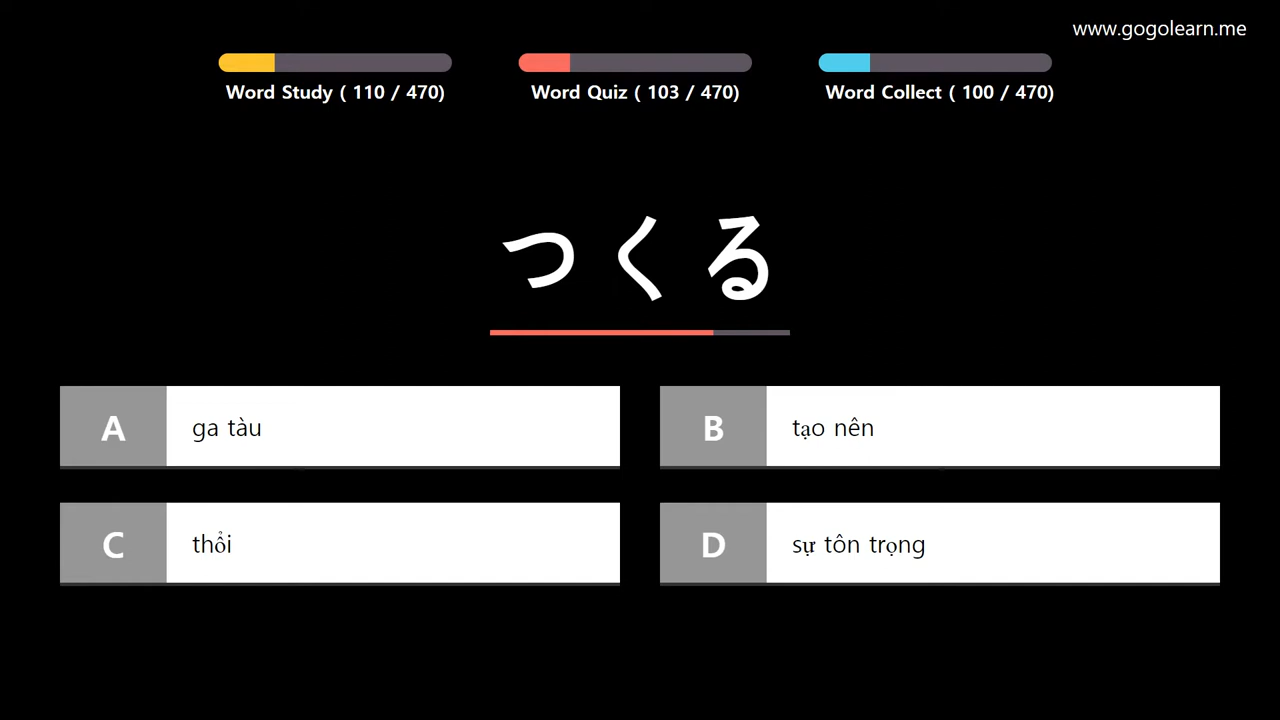 www.gogolearn.me
Word Study ( 110 / 470)
Word Quiz ( 103 / 470)
Word Collect ( 100 / 470)
つくる
A
ga tàu
B
tạo nên
C
thổi
D
sự tôn trọng